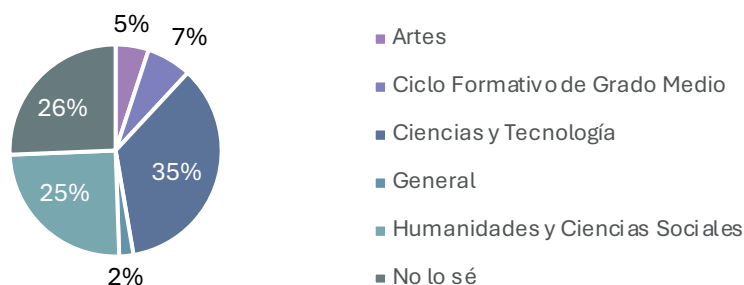 5%
7%
35%
2%
25%
26%
Artes
Ciclo Formativo de Grado Medio
Ciencias y Tecnología
General
Humanidades y Ciencias Sociales
No lo sé